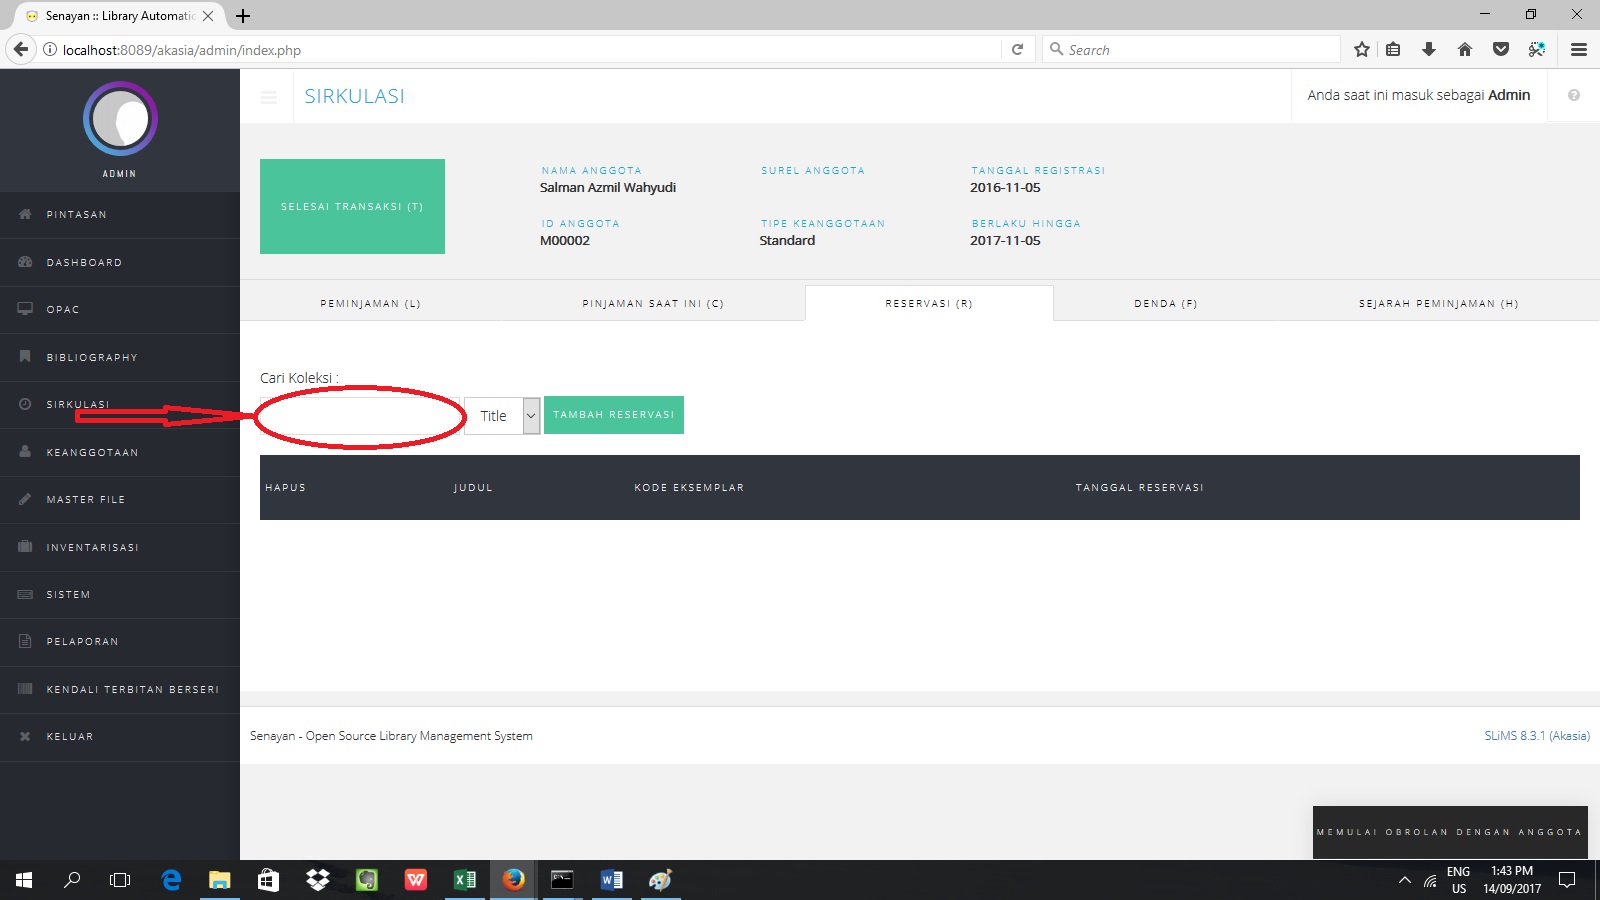 Senayan :: Library Automatic
localhost:8089/akasia/admin/index.php
Search
ADMIN
PINTASAN
DASHBOARD
OPAC
BIBLIOGRAPHY
SIRKULASI
KEANGGOTAAN
MASTER FILE
INVENTARISASI
SISTEM
PELAPORAN
KENDALI TERBITAN BERSERI
KELUAR
SIRKULASI
Anda saat ini masuk sebagai Admin
SELESAI TRANSAKSI (T)
NAMA ANGGOTA
Salman Azmil Wahyudi
SUREL ANGGOTA
TANGGAL REGISTRASI
2016-11-05
ID ANGGOTA
M00002
TIPE KEANGGOTAAN
Standard
BERLAKU HINGGA
2017-11-05
PEMINJAMAN (L)
PINJAMAN SAAT INI (C)
RESERVASI (R)
DENDA (F)
SEJARAH PEMINJAMAN (H)
Cari Koleksi :
Title
TAMBAH RESERVASI
HAPUS
JUDUL
KODE EKSEMPLAR
TANGGAL RESERVASI
Senayan - Open Source Library Management System
SLiMS 8.3.1 (Akasia)
MEMULAI OBROLAN DENGAN ANGGOTA
ENG
US
1:43 PM
14/09/2017